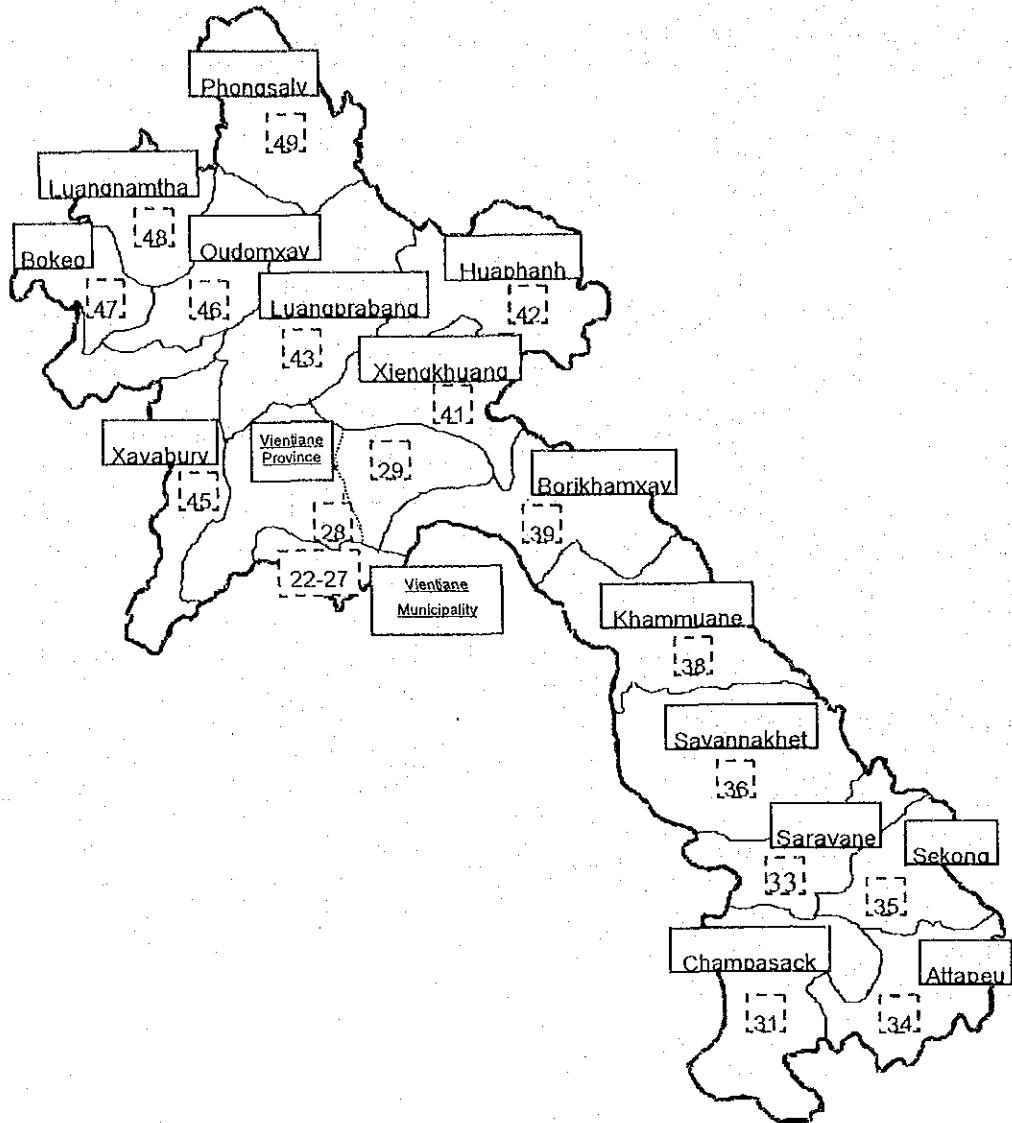 Phongsaly
49
Luangnamtha
48
Bokeo
Oudomxay
Huaphanh
47
46
Luangprabang
42
43
Xiengkhuang
41
Xayabury
Vientiane
Province
29
45
Borikhamxay
28
39
22-27
Vientiane
Municipality
Khammuane
38
Savannakhet
36
Saravane
Sekong
33
35
Champasack
Attapeu
31
34